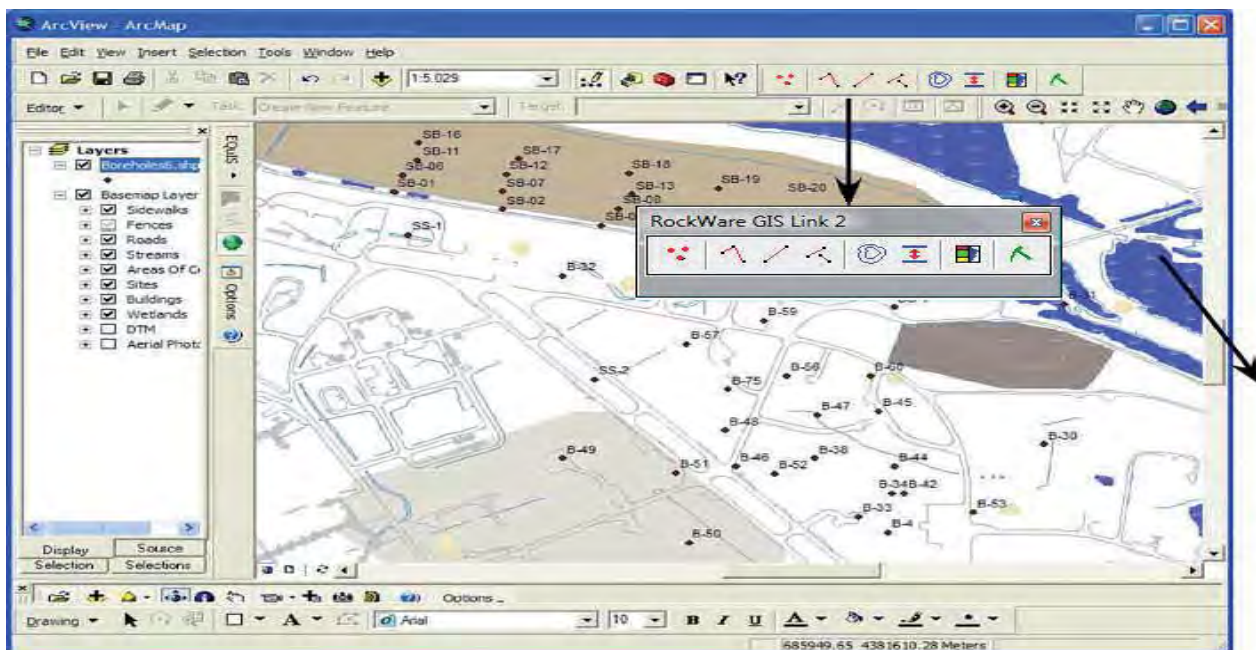 ArcView - ArcMap
File Edit View Insert Selection Tools Window Help
1:5.029
Editor Task: Create New Feature Target:
Layers
Boreholes6.shp
Basemap Layer
Sidewalks
Fences
Roads
Streams
Areas Of C
Sites
Buildings
Wetlands
DTM
Aerial Photo
Display Source
Selection Selections
EQuIS
Options
SB-16
SB-11
SB-06
SB-01
SB-17
SB-12
SB-07
SB-02
SB-18
SB-13
SB-08
SB-0
SB-19
SB-20
SS-1
B-32
RockWare GIS Link 2
B-31
B-59
B-57
SS-2
B-75
B-56
B-60
B-47
B-45
B-48
B-30
B-49
B-51
B-46
B-52
B-38
B-44
B-34
B-42
B-33
B-53
B-4
B-50
Options
Drawing A Arial 10 B I U A
685949.65 4381610.28 Meters